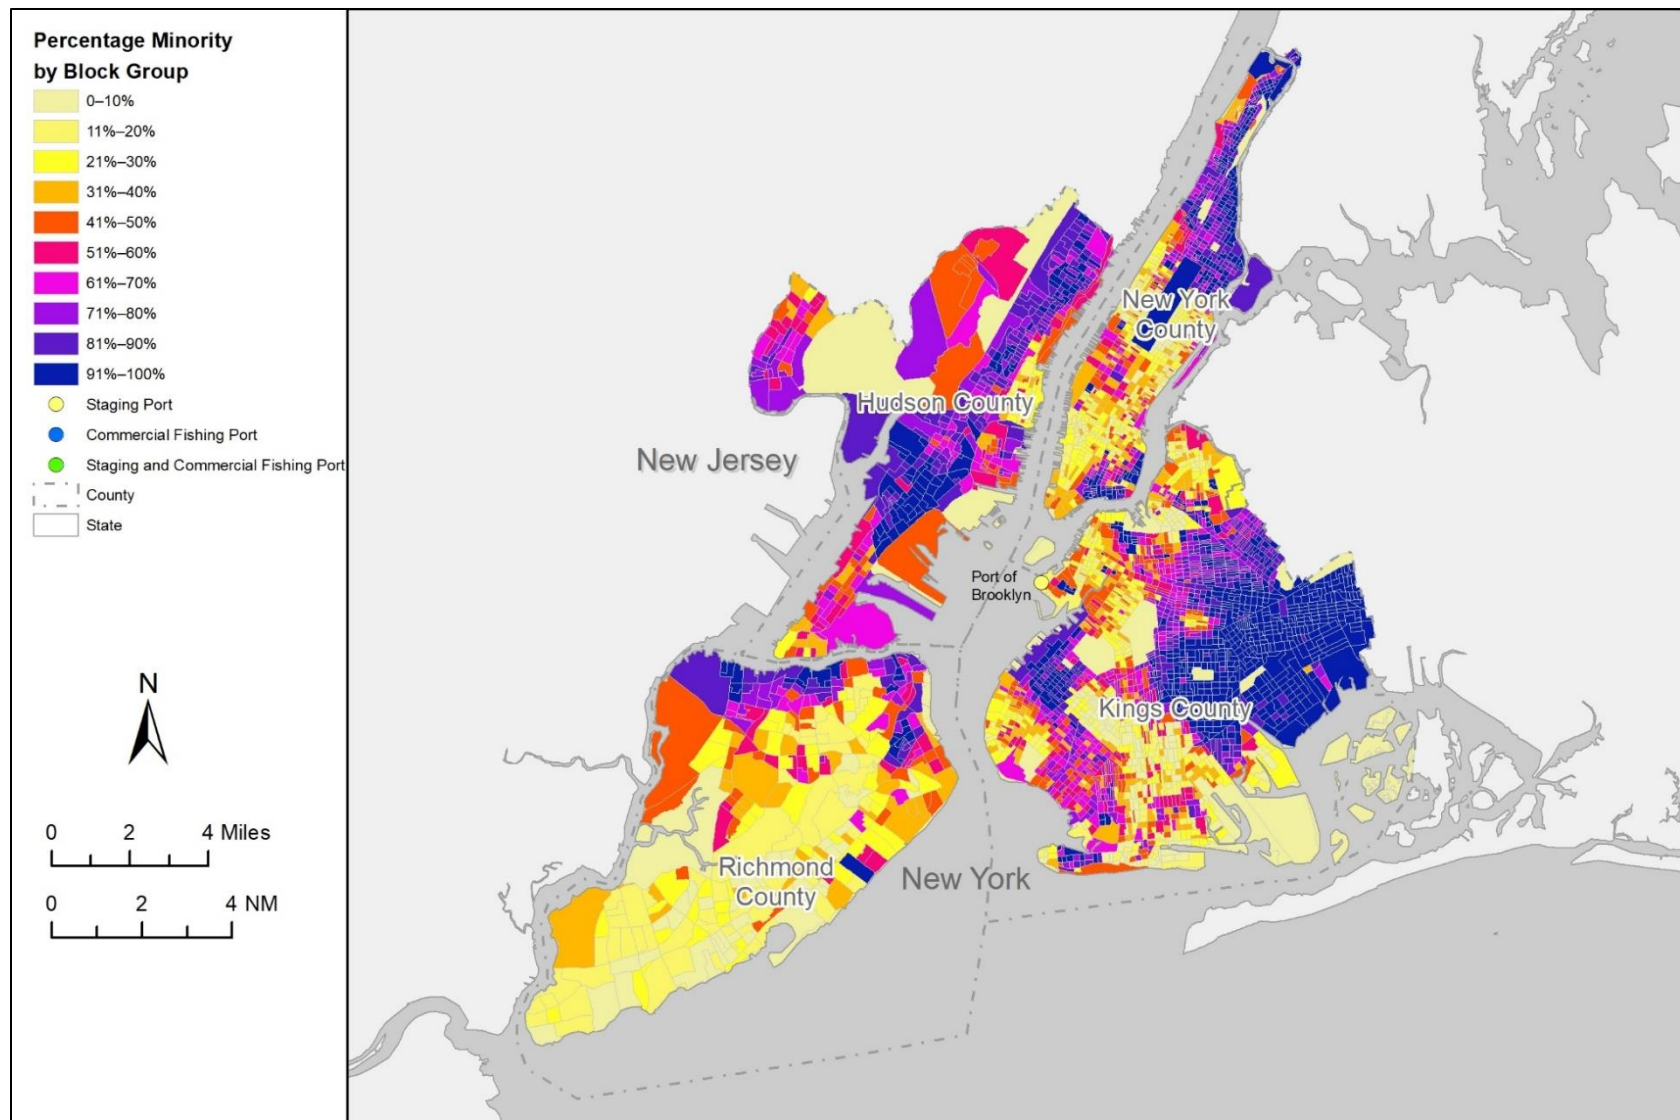 Percentage Minority
by Block Group
0–10%
11%–20%
21%–30%
31%–40%
41%–50%
51%–60%
61%–70%
71%–80%
81%–90%
91%–100%
Staging Port
Commercial Fishing Port
Staging and Commercial Fishing Port
County
State
N
0 2 4 Miles
0 2 4 NM
New York
County
Hudson County
New Jersey
Port of
Brooklyn
Kings County
Richmond
County
New York